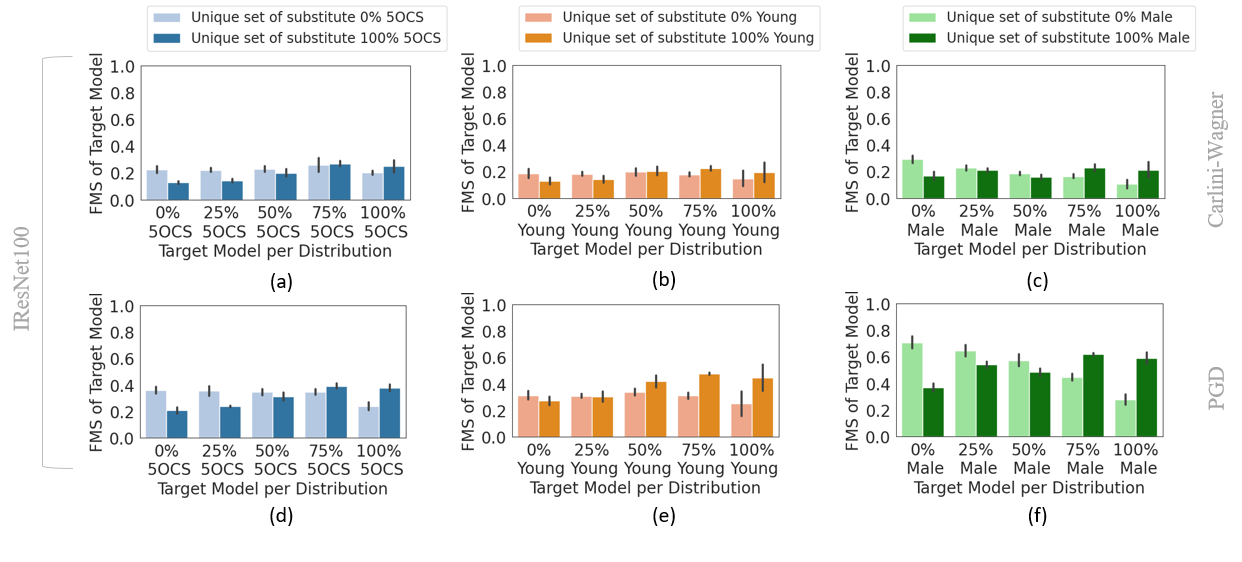 Unique set of substitute 0% 5OCS
Unique set of substitute 100% 5OCS
Unique set of substitute 0% Young
Unique set of substitute 100% Young
Unique set of substitute 0% Male
Unique set of substitute 100% Male
IResNet100
Carlini-Wagner
PGD
FMS of Target Model
1.0
0.8
0.6
0.4
0.2
0.0
0% 25% 50% 75% 100%
5OCS 5OCS 5OCS 5OCS 5OCS
Target Model per Distribution
(a)
FMS of Target Model
1.0
0.8
0.6
0.4
0.2
0.0
0% 25% 50% 75% 100%
Young Young Young Young Young
Target Model per Distribution
(b)
FMS of Target Model
1.0
0.8
0.6
0.4
0.2
0.0
0% 25% 50% 75% 100%
Male Male Male Male Male
Target Model per Distribution
(c)
FMS of Target Model
1.0
0.8
0.6
0.4
0.2
0.0
0% 25% 50% 75% 100%
5OCS 5OCS 5OCS 5OCS 5OCS
Target Model per Distribution
(d)
FMS of Target Model
1.0
0.8
0.6
0.4
0.2
0.0
0% 25% 50% 75% 100%
Young Young Young Young Young
Target Model per Distribution
(e)
FMS of Target Model
1.0
0.8
0.6
0.4
0.2
0.0
0% 25% 50% 75% 100%
Male Male Male Male Male
Target Model per Distribution
(f)